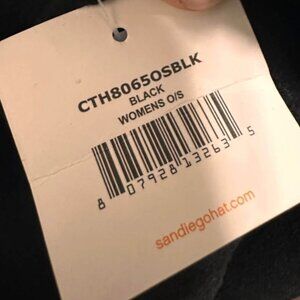 CTH8065OSBLK
BLACK
WOMENS O/S
8 07928 13263 5
sandiegohat.com